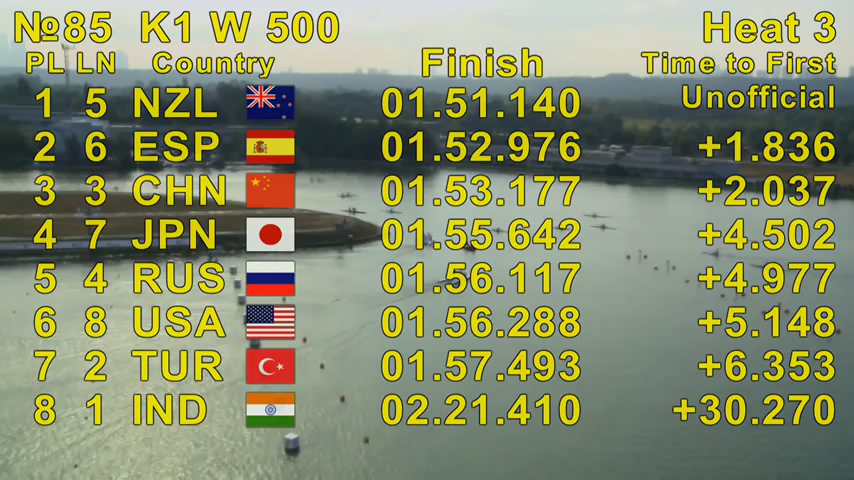 №85 K1 W 500 Heat 3
PL LN Country Finish Time to First
Unofficial
1 5 NZL 01.51.140
2 6 ESP 01.52.976 +1.836
3 3 CHN 01.53.177 +2.037
4 7 JPN 01.55.642 +4.502
5 4 RUS 01.56.117 +4.977
6 8 USA 01.56.288 +5.148
7 2 TUR 01.57.493 +6.353
8 1 IND 02.21.410 +30.270